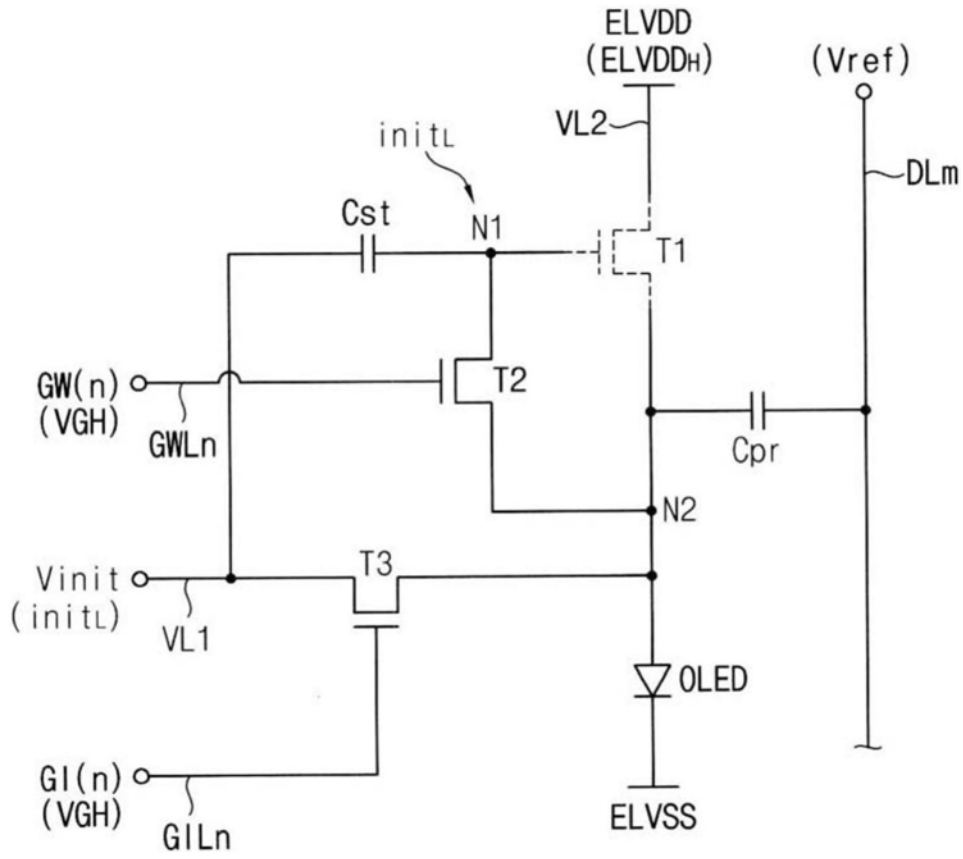 ELVDD
(ELVDDH)
(Vref)
VL2
initL
DLm
Cst
N1
T1
GW(n)
(VGH)
T2
GWLn
Cpr
N2
T3
Vinit
(initL)
VL1
OLED
GI(n)
(VGH)
GILn
ELVSS